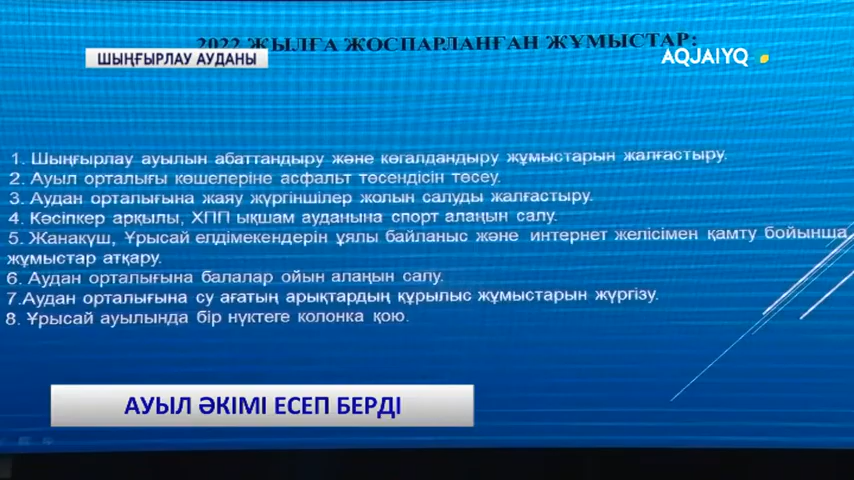 2022 ЖЫЛҒА ЖОСПАРЛАНҒАН ЖҰМЫСТАР:
ШЫҢҒЫРЛАУ АУДАНЫ
AQJAIYQ
1. Шыңғырлау ауылын абаттандыру және көгалдандыру жұмыстарын жалғастыру.
2. Ауыл орталығы көшелеріне асфальт төсендісін төсеу.
3. Аудан орталығына жаяу жүргіншілер жолын салуды жалғастыру.
4. Кәсіпкер арқылы, ХПП ықшам ауданына спорт алаңын салу.
5. Жанакүш, Ұрысай елдімекендерін ұялы байланыс және интернет желісімен қамту бойынша
жұмыстар атқару.
6. Аудан орталығына балалар ойын алаңын салу.
7.Аудан орталығына су ағатың арықтардың құрылыс жұмыстарын жүргізу.
8. Ұрысай ауылында бір нүктеге колонка қою.
АУЫЛ ӘКІМІ ЕСЕП БЕРДІ